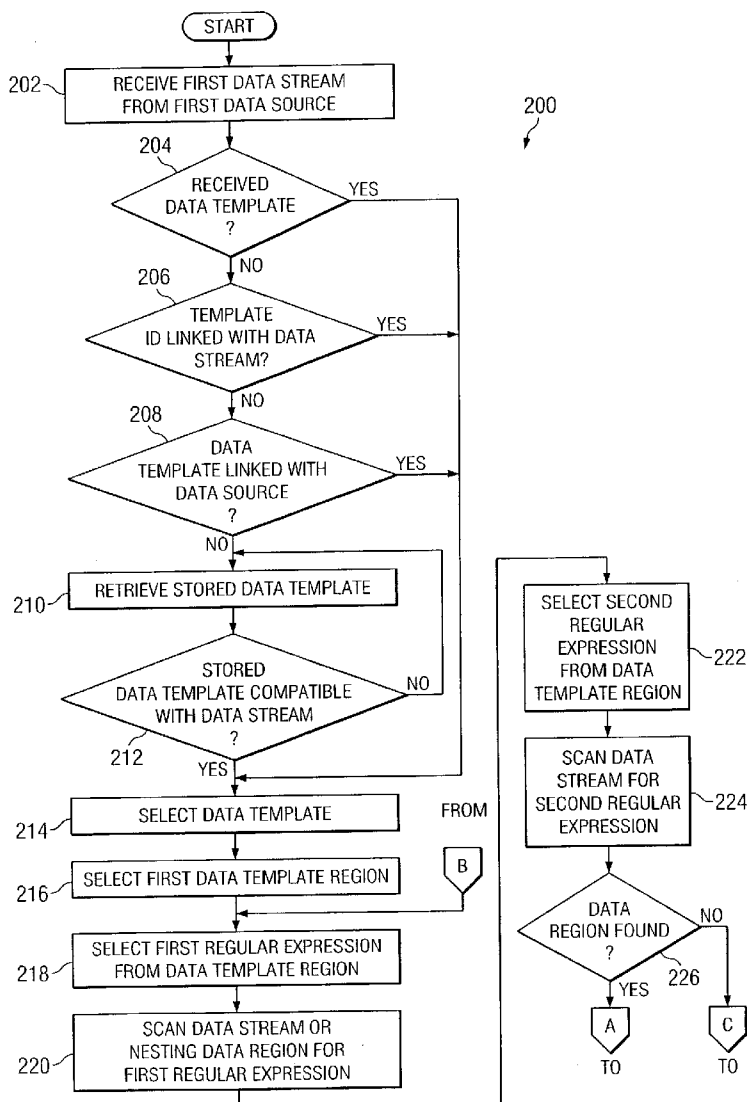 START
202
RECEIVE FIRST DATA STREAM
FROM FIRST DATA SOURCE
200
204
RECEIVED
DATA TEMPLATE
?
YES
NO
206
TEMPLATE
ID LINKED WITH DATA
STREAM?
YES
NO
208
DATA
TEMPLATE LINKED WITH
DATA SOURCE
?
YES
NO
210
RETRIEVE STORED DATA TEMPLATE
STORED
DATA TEMPLATE COMPATIBLE
WITH DATA STREAM
?
NO
212
YES
214
SELECT DATA TEMPLATE
216
SELECT FIRST DATA TEMPLATE REGION
FROM
B
218
SELECT FIRST REGULAR EXPRESSION
FROM DATA TEMPLATE REGION
220
SCAN DATA STREAM OR
NESTING DATA REGION FOR
FIRST REGULAR EXPRESSION
SELECT SECOND
REGULAR
EXPRESSION
FROM DATA
TEMPLATE REGION
222
SCAN DATA
STREAM FOR
SECOND REGULAR
EXPRESSION
224
DATA
REGION FOUND
?
NO
226
YES
A
TO
C
TO